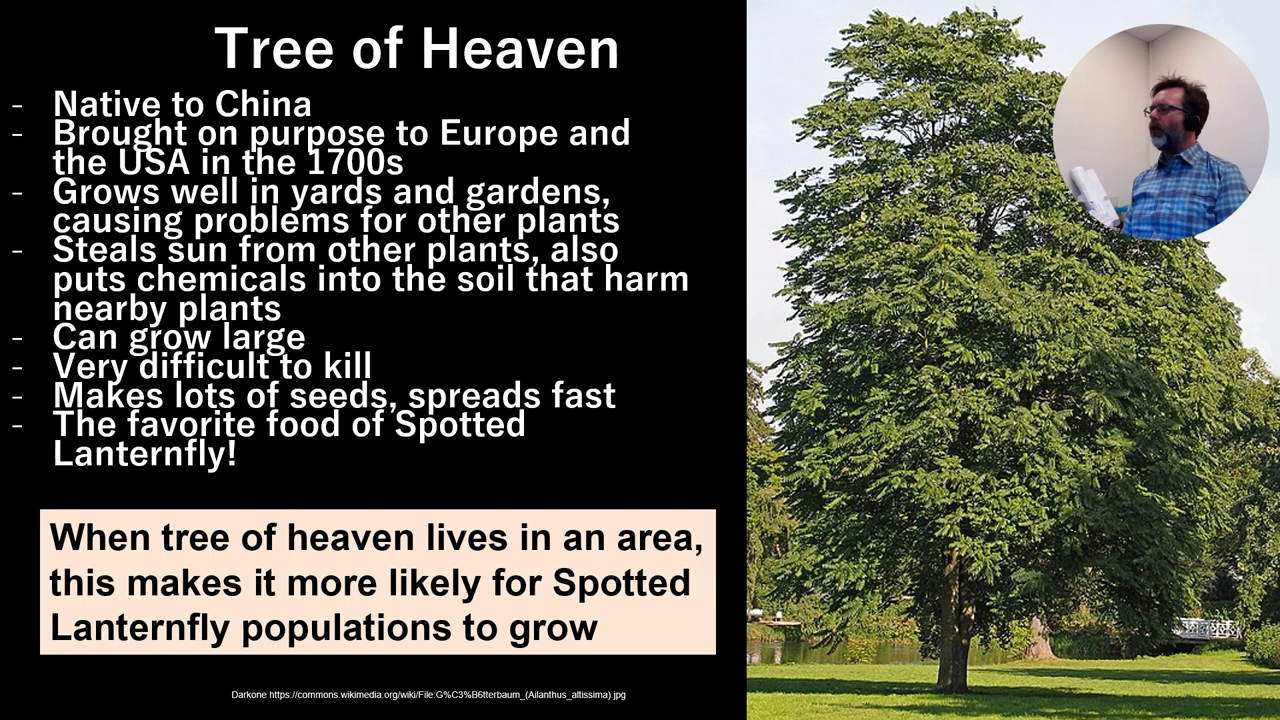 Tree of Heaven
- Native to China
- Brought on purpose to Europe and
the USA in the 1700s
- Grows well in yards and gardens,
causing problems for other plants
- Steals sun from other plants, also
puts chemicals into the soil that harm
nearby plants
- Can grow large
- Very difficult to kill
- Makes lots of seeds, spreads fast
- The favorite food of Spotted
Lanternfly!
When tree of heaven lives in an area,
this makes it more likely for Spotted
Lanternfly populations to grow
Darkone https://commons.wikimedia.org/wiki/File:G%C3%B6tterbaum_(Ailanthus_altissima).jpg